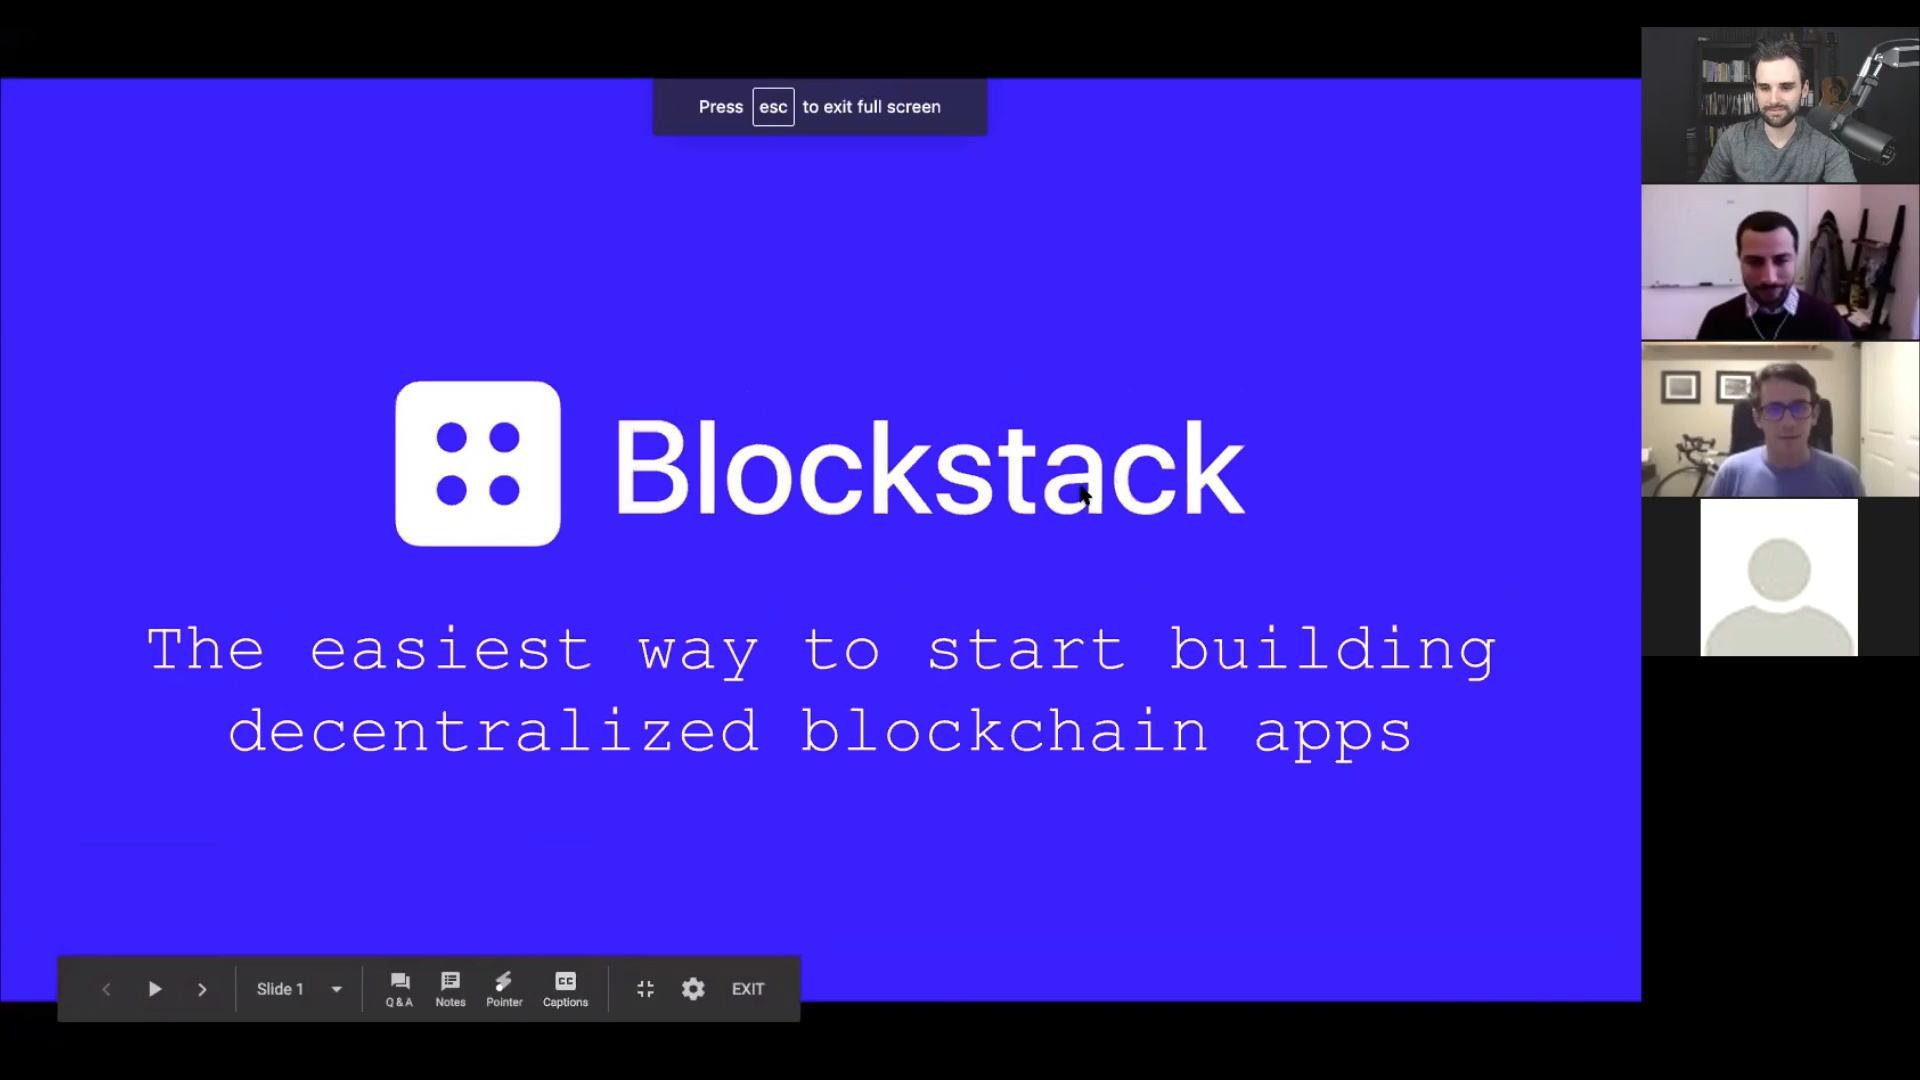 Press esc to exit full screen
Blockstack
The easiest way to start building
decentralized blockchain apps
Slide 1
Q & A
Notes
Pointer
CC
Captions
EXIT